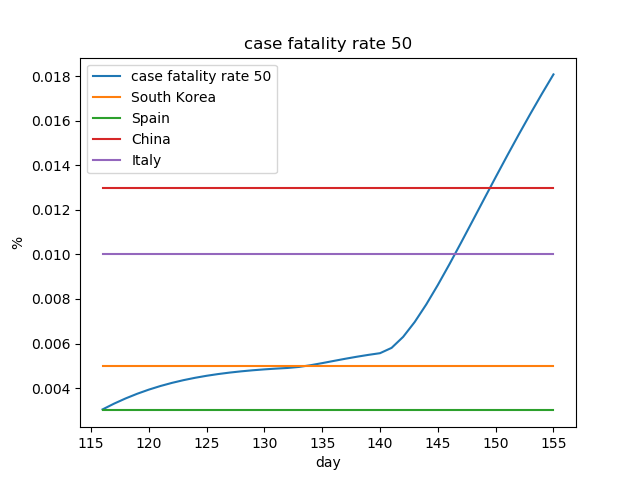 case fatality rate 50
case fatality rate 50
South Korea
Spain
China
Italy
0.018
0.016
0.014
0.012
0.010
0.008
0.006
0.004
%
115 120 125 130 135 140 145 150 155
day